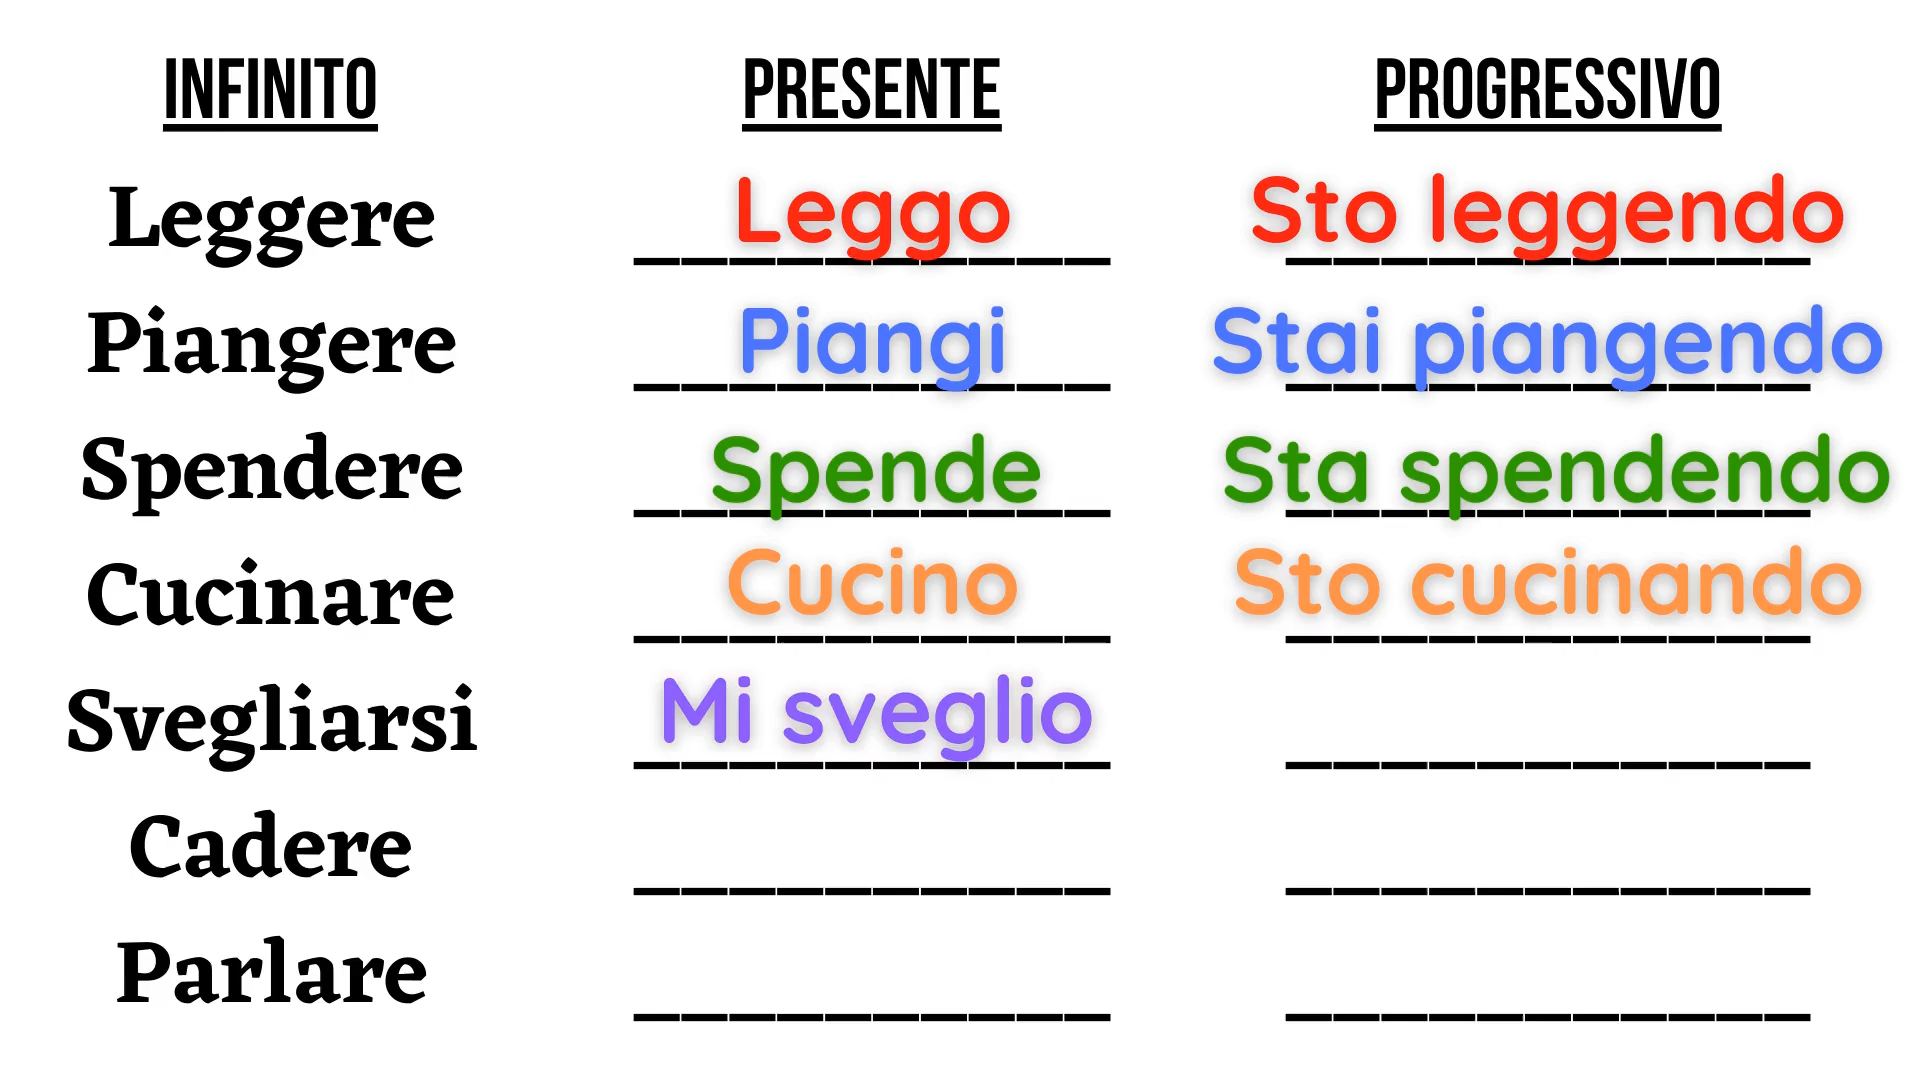 INFINITO PRESENTE PROGRESSIVO
Leggere Leggo Sto leggendo
Piangere Piangi Stai piangendo
Spendere Spende Sta spendendo
Cucinare Cucino Sto cucinando
Svegliarsi Mi sveglio
Cadere
Parlare